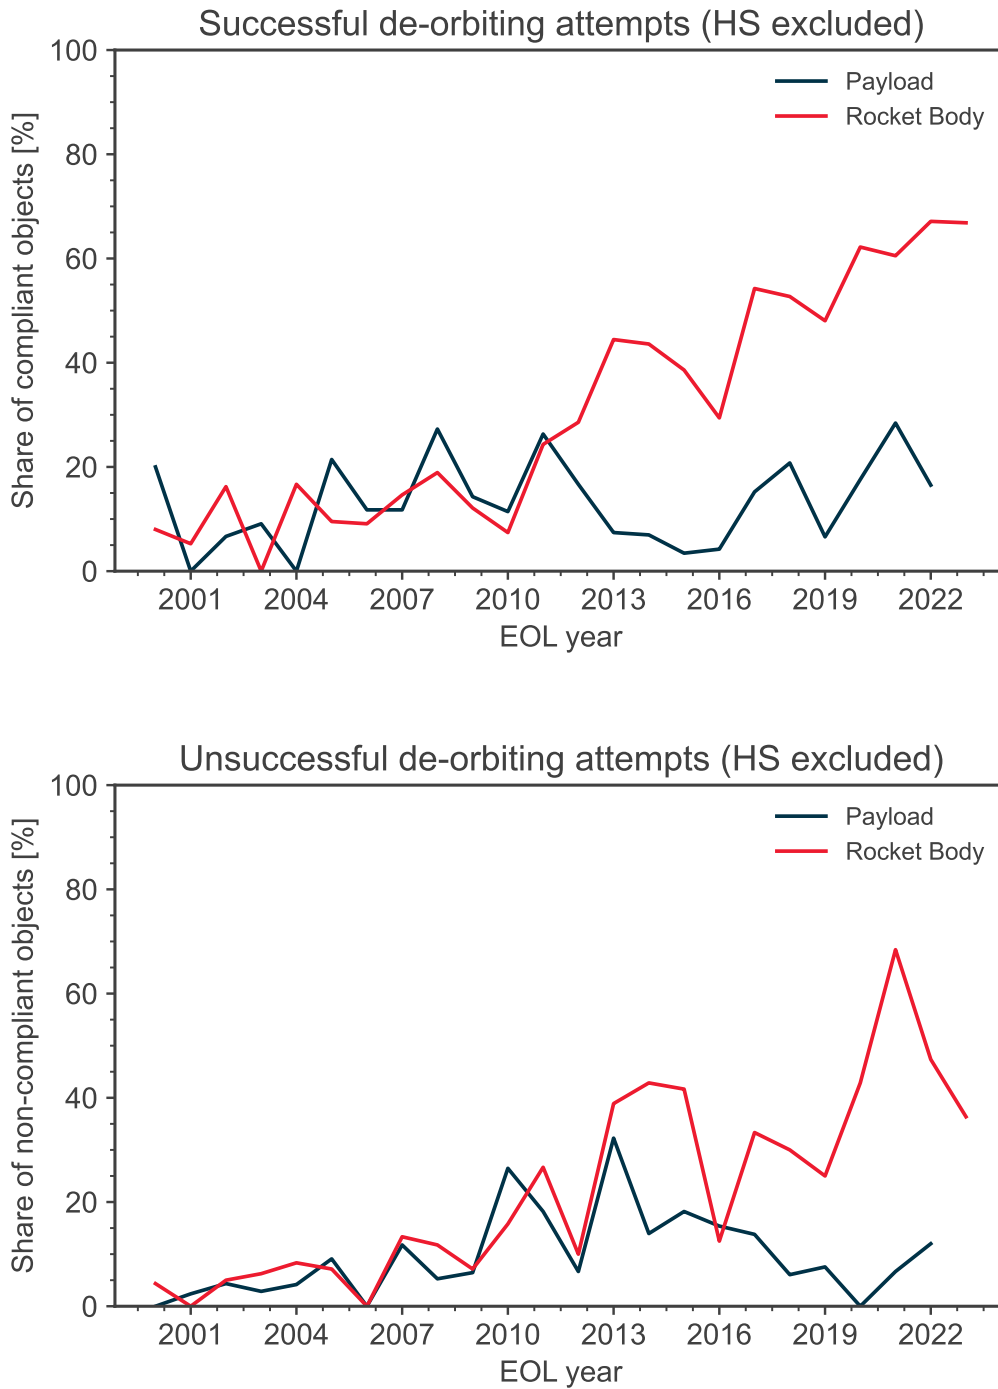 Successful de-orbiting attempts (HS excluded)
100
80
60
40
20
0
Share of compliant objects [%]
Payload
Rocket Body
2001 2004 2007 2010 2013 2016 2019 2022
EOL year
Unsuccessful de-orbiting attempts (HS excluded)
100
80
60
40
20
0
Share of non-compliant objects [%]
Payload
Rocket Body
2001 2004 2007 2010 2013 2016 2019 2022
EOL year